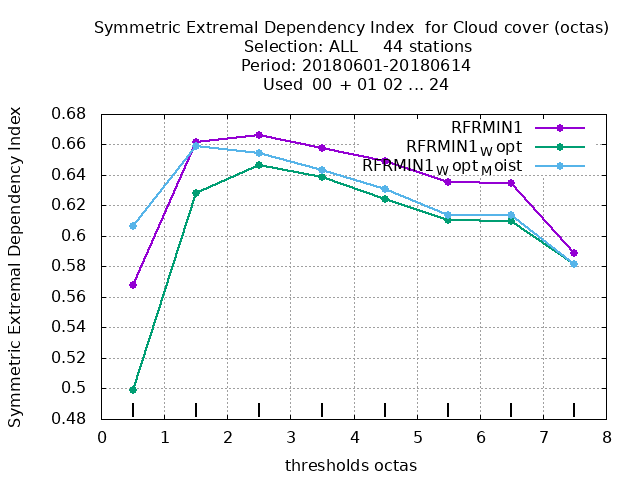 Symmetric Extremal Dependency Index for Cloud cover (octas)
Selection: ALL 44 stations
Period: 20180601-20180614
Used 00 + 01 02 ... 24
Symmetric Extremal Dependency Index
0.68
0.66
0.64
0.62
0.6
0.58
0.56
0.54
0.52
0.5
0.48
RFRMIN1
RFRMIN1Wopt
RFRMIN1WoptMoist
0 1 2 3 4 5 6 7 8
thresholds octas